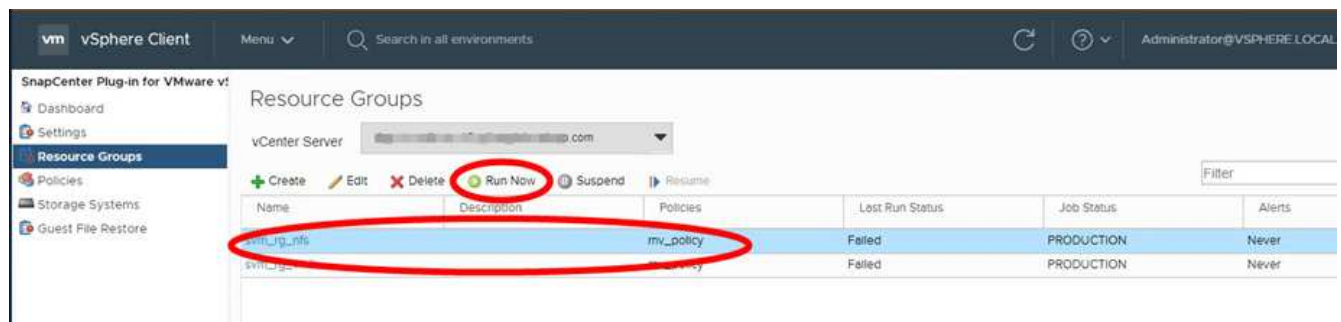 vm vSphere Client Menu Search in all environments Administrator@VSPHERE.LOCAL
SnapCenter Plug-in for VMware vS
Dashboard
Settings
Resource Groups
Policies
Storage Systems
Guest File Restore
Resource Groups
vCenter Server .com
Create Edit Delete Run Now Suspend Resume Filter
Name Description Policies Last Run Status Job Status Alerts
svm_rg_nfs mv_policy Failed PRODUCTION Never
Failed PRODUCTION Never